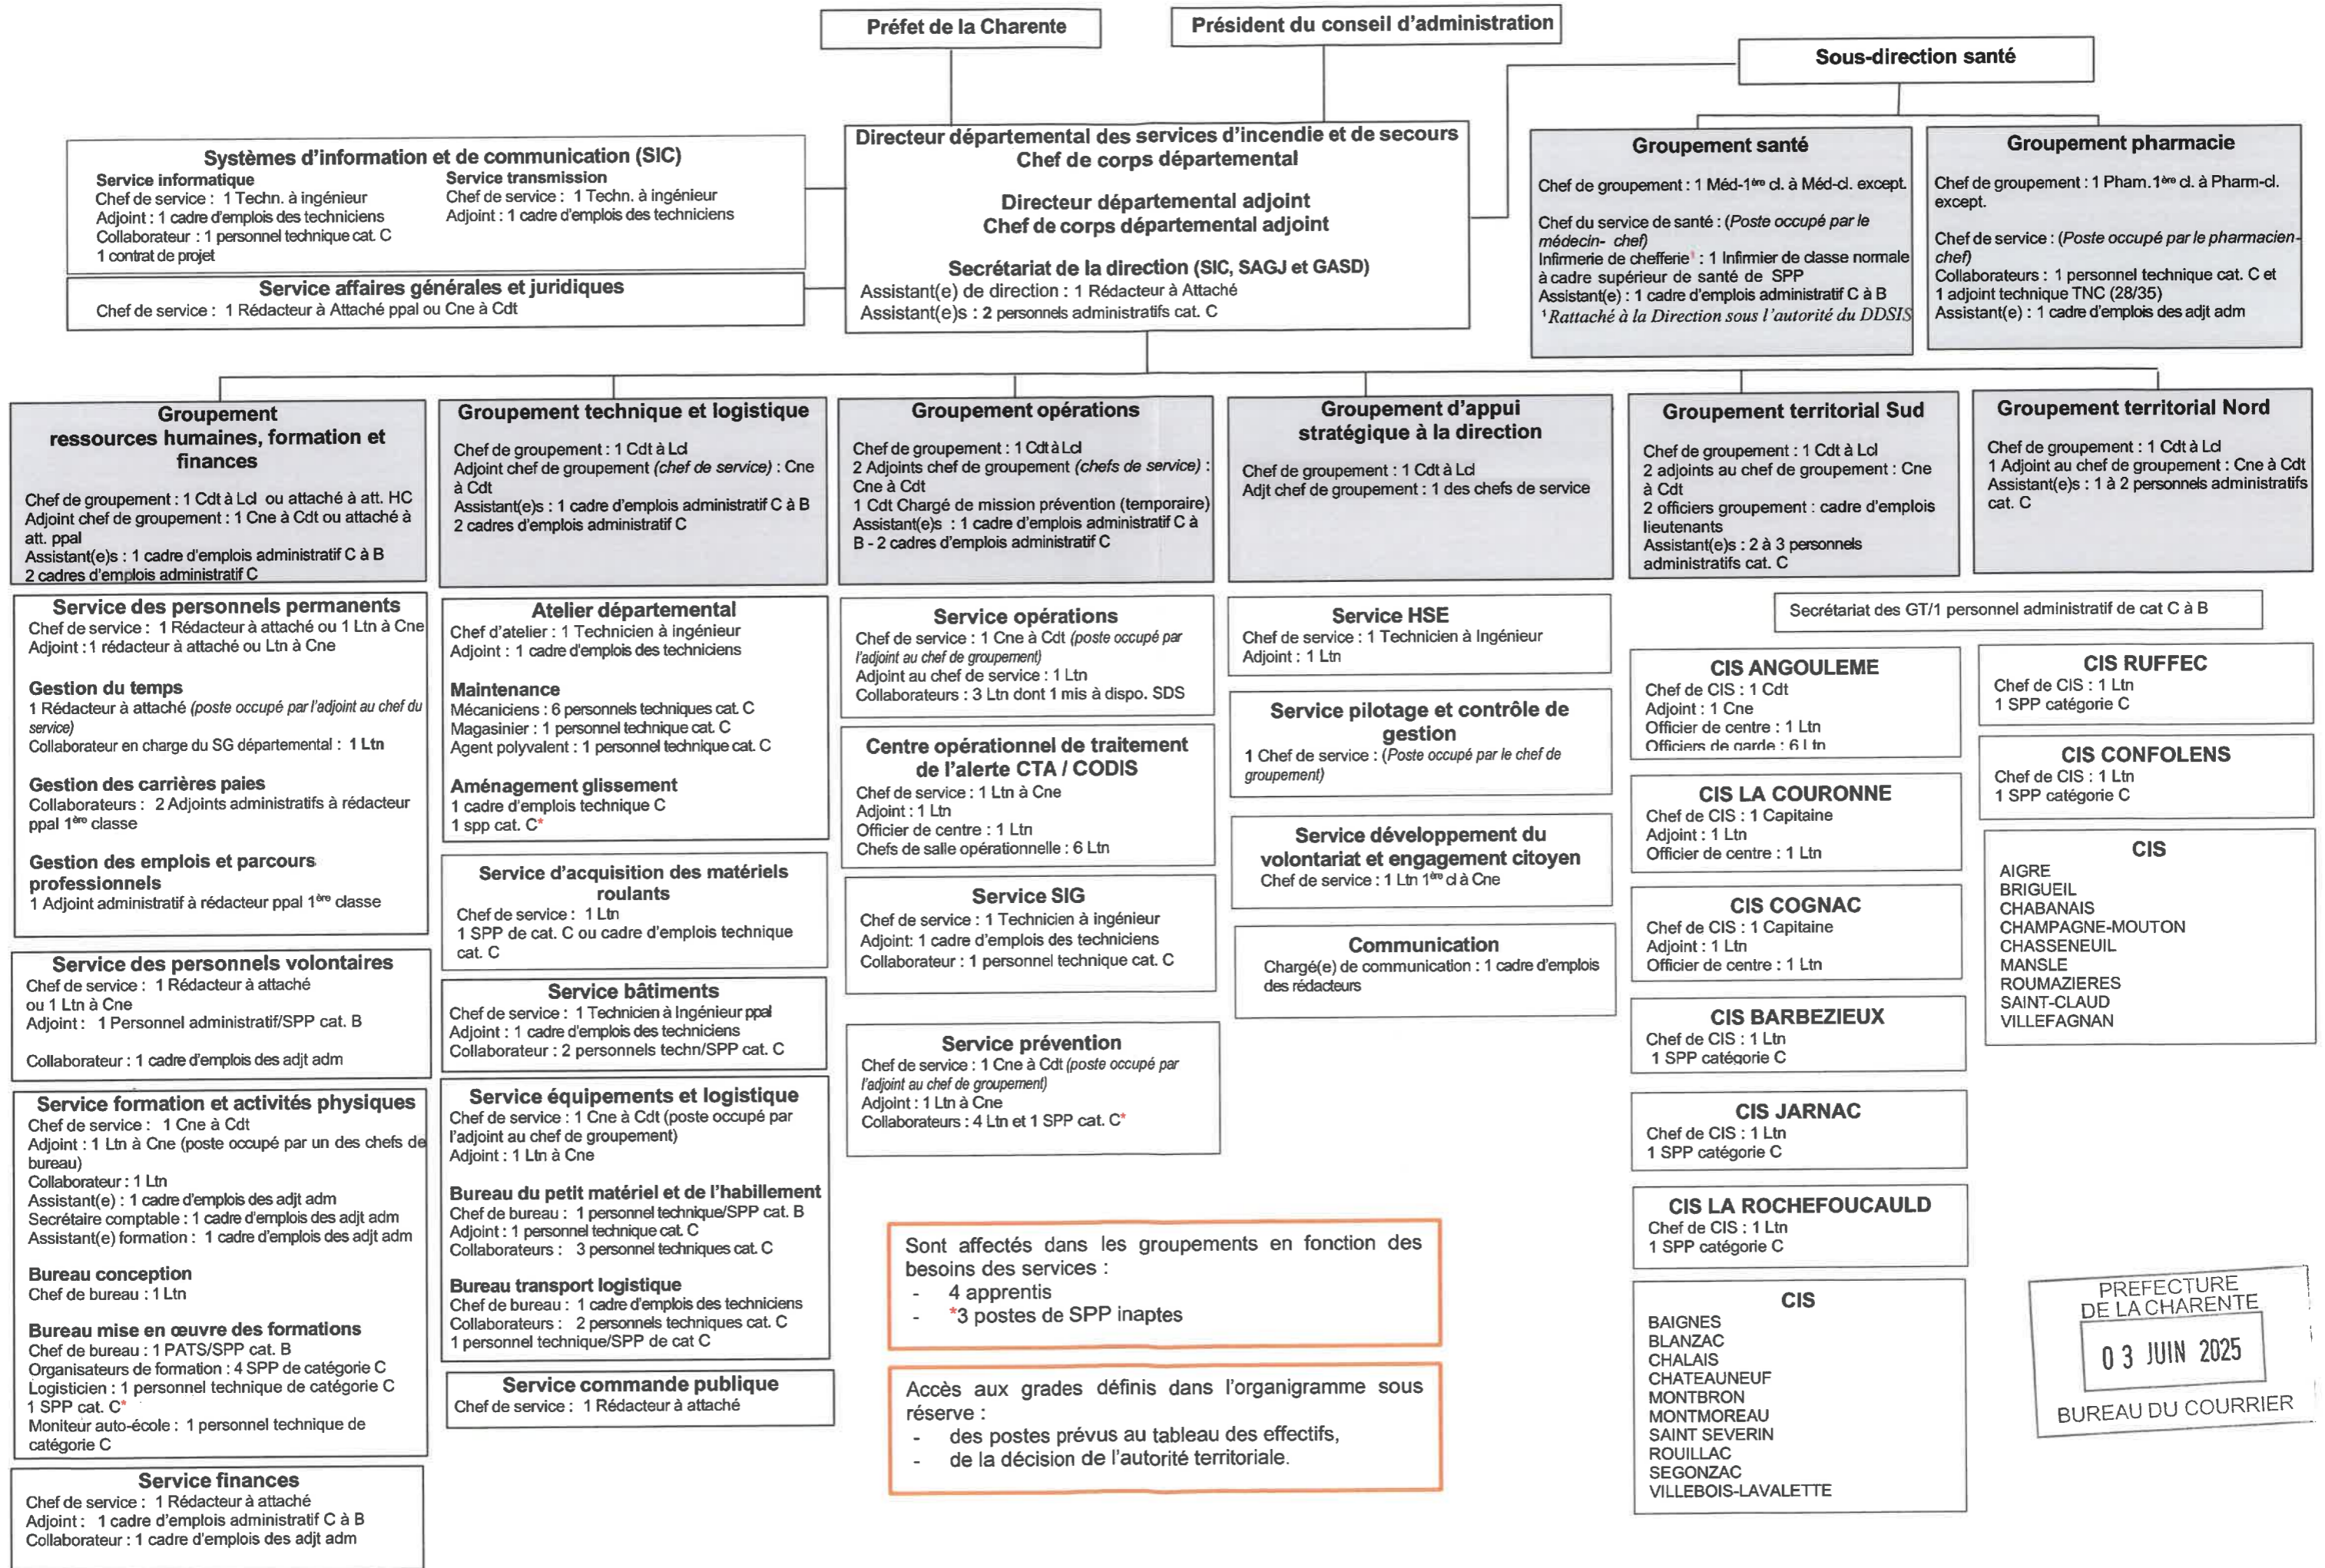 Préfet de la Charente
Président du conseil d'administration
Sous-direction santé
Systèmes d'information et de communication (SIC)
Service informatique
Chef de service : 1 Techn. à ingénieur
Adjoint : 1 cadre d'emplois des techniciens
Collaborateur : 1 personnel technique cat. C
1 contrat de projet
Service transmission
Chef de service : 1 Techn. à ingénieur
Adjoint : 1 cadre d'emplois des techniciens
Service affaires générales et juridiques
Chef de service : 1 Rédacteur à Attaché ppal ou Cne à Cdt
Directeur départemental des services d'incendie et de secours
Chef de corps départemental
Directeur départemental adjoint
Chef de corps départemental adjoint
Secrétariat de la direction (SIC, SAGJ et GASD)
Assistant(e) de direction : 1 Rédacteur à Attaché
Assistant(e)s : 2 personnels administratifs cat. C
Groupement santé
Chef de groupement : 1 Méd-1ère cl. à Méd-cl. except.
Chef du service de santé : (Poste occupé par le
médecin- chef)
Infirmerie de chefferie¹ : 1 Infirmier de classe normale
à cadre supérieur de santé de SPP
Assistant(e) : 1 cadre d'emplois administratif C à B
¹Rattaché à la Direction sous l'autorité du DDSIS
Groupement pharmacie
Chef de groupement : 1 Pham.1ère cl. à Pharm-cl.
except.
Chef de service : (Poste occupé par le pharmacien-
chef)
Collaborateurs : 1 personnel technique cat. C et
1 adjoint technique TNC (28/35)
Assistant(e) : 1 cadre d'emplois des adjt adm
Groupement
ressources humaines, formation et
finances
Chef de groupement : 1 Cdt à Lcl ou attaché à att. HC
Adjoint chef de groupement : 1 Cne à Cdt ou attaché à
att. ppal
Assistant(e)s : 1 cadre d'emplois administratif C à B
2 cadres d'emplois administratif C
Service des personnels permanents
Chef de service : 1 Rédacteur à attaché ou 1 Ltn à Cne
Adjoint : 1 rédacteur à attaché ou Ltn à Cne
Gestion du temps
1 Rédacteur à attaché (poste occupé par l'adjoint au chef du
service)
Collaborateur en charge du SG départemental : 1 Ltn
Gestion des carrières paies
Collaborateurs : 2 Adjoints administratifs à rédacteur
ppal 1ère classe
Gestion des emplois et parcours
professionnels
1 Adjoint administratif à rédacteur ppal 1ère classe
Service des personnels volontaires
Chef de service : 1 Rédacteur à attaché
ou 1 Ltn à Cne
Adjoint : 1 Personnel administratif/SPP cat. B
Collaborateur : 1 cadre d'emplois des adjt adm
Service formation et activités physiques
Chef de service : 1 Cne à Cdt
Adjoint : 1 Ltn à Cne (poste occupé par un des chefs de
bureau)
Collaborateur : 1 Ltn
Assistant(e) : 1 cadre d'emplois des adjt adm
Secrétaire comptable : 1 cadre d'emplois des adjt adm
Assistant(e) formation : 1 cadre d'emplois des adjt adm
Bureau conception
Chef de bureau : 1 Ltn
Bureau mise en œuvre des formations
Chef de bureau : 1 PATS/SPP cat. B
Organisateurs de formation : 4 SPP de catégorie C
Logisticien : 1 personnel technique de catégorie C
1 SPP cat. C*
Moniteur auto-école : 1 personnel technique de
catégorie C
Service finances
Chef de service : 1 Rédacteur à attaché
Adjoint : 1 cadre d'emplois administratif C à B
Collaborateur : 1 cadre d'emplois des adjt adm
Groupement technique et logistique
Chef de groupement : 1 Cdt à Lcl
Adjoint chef de groupement (chef de service) : Cne
à Cdt
Assistant(e)s : 1 cadre d'emplois administratif C à B
2 cadres d'emplois administratif C
Atelier départemental
Chef d'atelier : 1 Technicien à ingénieur
Adjoint : 1 cadre d'emplois des techniciens
Maintenance
Mécaniciens : 6 personnels techniques cat. C
Magasinier : 1 personnel technique cat. C
Agent polyvalent : 1 personnel technique cat. C
Aménagement glissement
1 cadre d'emplois technique C
1 spp cat. C*
Service d'acquisition des matériels
roulants
Chef de service : 1 Ltn
1 SPP de cat. C ou cadre d'emplois technique
cat. C
Service bâtiments
Chef de service : 1 Technicien à Ingénieur ppal
Adjoint : 1 cadre d'emplois des techniciens
Collaborateur : 2 personnels techn/SPP cat. C
Service équipements et logistique
Chef de service : 1 Cne à Cdt (poste occupé par
l'adjoint au chef de groupement)
Adjoint : 1 Ltn à Cne
Bureau du petit matériel et de l'habillement
Chef de bureau : 1 personnel technique/SPP cat. B
Adjoint : 1 personnel technique cat. C
Collaborateurs : 3 personnel techniques cat. C
Bureau transport logistique
Chef de bureau : 1 cadre d'emplois des techniciens
Collaborateurs : 2 personnels techniques cat. C
1 personnel technique/SPP de cat C
Service commande publique
Chef de service : 1 Rédacteur à attaché
Groupement opérations
Chef de groupement : 1 Cdt à Lcl
2 Adjoints chef de groupement (chefs de service) :
Cne à Cdt
1 Cdt Chargé de mission prévention (temporaire)
Assistant(e)s : 1 cadre d'emplois administratif C à
B - 2 cadres d'emplois administratif C
Service opérations
Chef de service : 1 Cne à Cdt (poste occupé par
l'adjoint au chef de groupement)
Adjoint au chef de service : 1 Ltn
Collaborateurs : 3 Ltn dont 1 mis à dispo. SDS
Centre opérationnel de traitement
de l'alerte CTA / CODIS
Chef de service : 1 Ltn à Cne
Adjoint : 1 Ltn
Officier de centre : 1 Ltn
Chefs de salle opérationnelle : 6 Ltn
Service SIG
Chef de service : 1 Technicien à ingénieur
Adjoint: 1 cadre d'emplois des techniciens
Collaborateur : 1 personnel technique cat. C
Service prévention
Chef de service : 1 Cne à Cdt (poste occupé par
l'adjoint au chef de groupement)
Adjoint : 1 Ltn à Cne
Collaborateurs : 4 Ltn et 1 SPP cat. C*
Sont affectés dans les groupements en fonction des
besoins des services :
- 4 apprentis
- *3 postes de SPP inaptes
Accès aux grades définis dans l'organigramme sous
réserve :
- des postes prévus au tableau des effectifs,
- de la décision de l'autorité territoriale.
Groupement d'appui
stratégique à la direction
Chef de groupement : 1 Cdt à Lcl
Adjt chef de groupement : 1 des chefs de service
Service HSE
Chef de service : 1 Technicien à Ingénieur
Adjoint : 1 Ltn
Service pilotage et contrôle de
gestion
1 Chef de service : (Poste occupé par le chef de
groupement)
Service développement du
volontariat et engagement citoyen
Chef de service : 1 Ltn 1ère cl à Cne
Communication
Chargé(e) de communication : 1 cadre d'emplois
des rédacteurs
Groupement territorial Sud
Chef de groupement : 1 Cdt à Lcl
2 adjoints au chef de groupement : Cne
à Cdt
2 officiers groupement : cadre d'emplois
lieutenants
Assistant(e)s : 2 à 3 personnels
administratifs cat. C
Groupement territorial Nord
Chef de groupement : 1 Cdt à Lcl
1 Adjoint au chef de groupement : Cne à Cdt
Assistant(e)s : 1 à 2 personnels administratifs
cat. C
Secrétariat des GT/1 personnel administratif de cat C à B
CIS ANGOULEME
Chef de CIS : 1 Cdt
Adjoint : 1 Cne
Officier de centre : 1 Ltn
Officiers de garde : 6 Ltn
CIS LA COURONNE
Chef de CIS : 1 Capitaine
Adjoint : 1 Ltn
Officier de centre : 1 Ltn
CIS COGNAC
Chef de CIS : 1 Capitaine
Adjoint : 1 Ltn
Officier de centre : 1 Ltn
CIS BARBEZIEUX
Chef de CIS : 1 Ltn
1 SPP catégorie C
CIS JARNAC
Chef de CIS : 1 Ltn
1 SPP catégorie C
CIS LA ROCHEFOUCAULD
Chef de CIS : 1 Ltn
1 SPP catégorie C
CIS
BAIGNES
BLANZAC
CHALAIS
CHATEAUNEUF
MONTBRON
MONTMOREAU
SAINT SEVERIN
ROUILLAC
SEGONZAC
VILLEBOIS-LAVALETTE
CIS RUFFEC
Chef de CIS : 1 Ltn
1 SPP catégorie C
CIS CONFOLENS
Chef de CIS : 1 Ltn
1 SPP catégorie C
CIS
AIGRE
BRIGUEIL
CHABANAIS
CHAMPAGNE-MOUTON
CHASSENEUIL
MANSLE
ROUMAZIERES
SAINT-CLAUD
VILLEFAGNAN
PREFECTURE
DE LA CHARENTE
03 JUIN 2025
BUREAU DU COURRIER